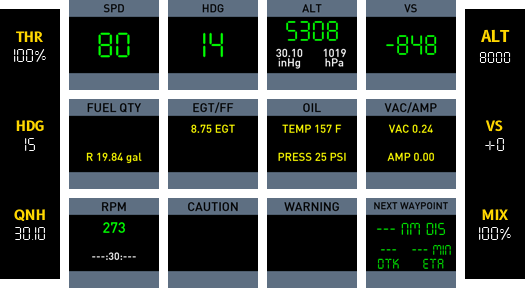 THR
100%
HDG
15
QNH
30.10
SPD
80
HDG
14
ALT
5308
30.10 1019
inHg hPa
VS
-848
FUEL QTY
R 19.84 gal
EGT/FF
8.75 EGT
OIL
TEMP 157 F
PRESS 25 PSI
VAC/AMP
VAC 0.24
AMP 0.00
RPM
273
---:30:---
CAUTION
WARNING
NEXT WAYPOINT
--- NM DIS
--- --- MIN
DTK ETA
ALT
8000
VS
+0
MIX
100%